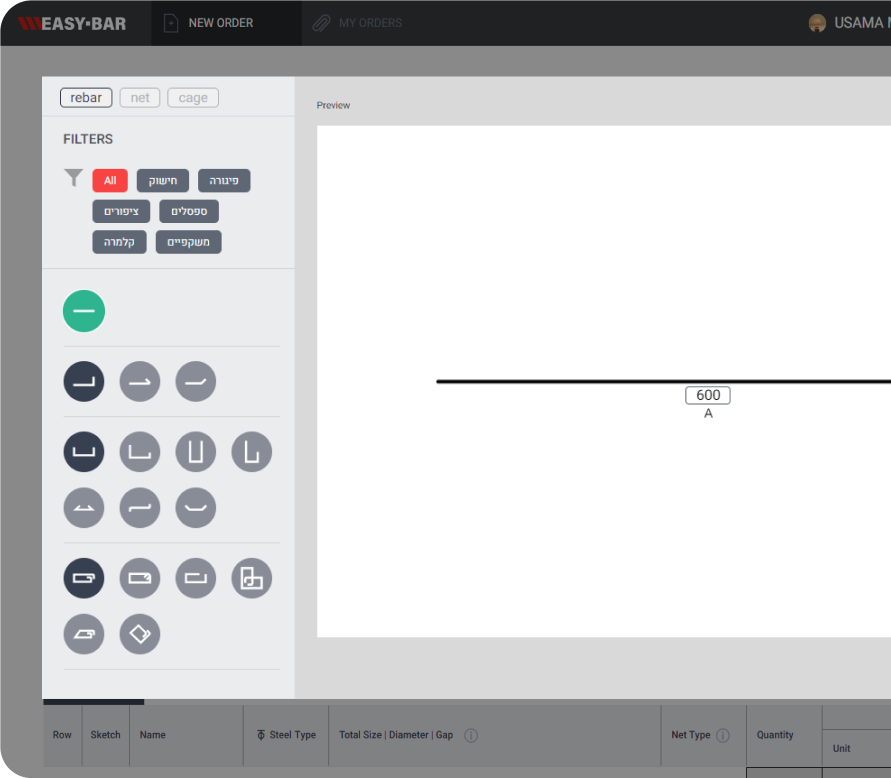 EASY-BAR
NEW ORDER
MY ORDERS
USAMA
rebar
net
cage
Preview
FILTERS
All
חישוק
פיגורה
ציפורים
ספסלים
קלמרה
משקפיים
600
A
Row
Sketch
Name
Steel Type
Total Size | Diameter | Gap
Net Type
Quantity
Unit